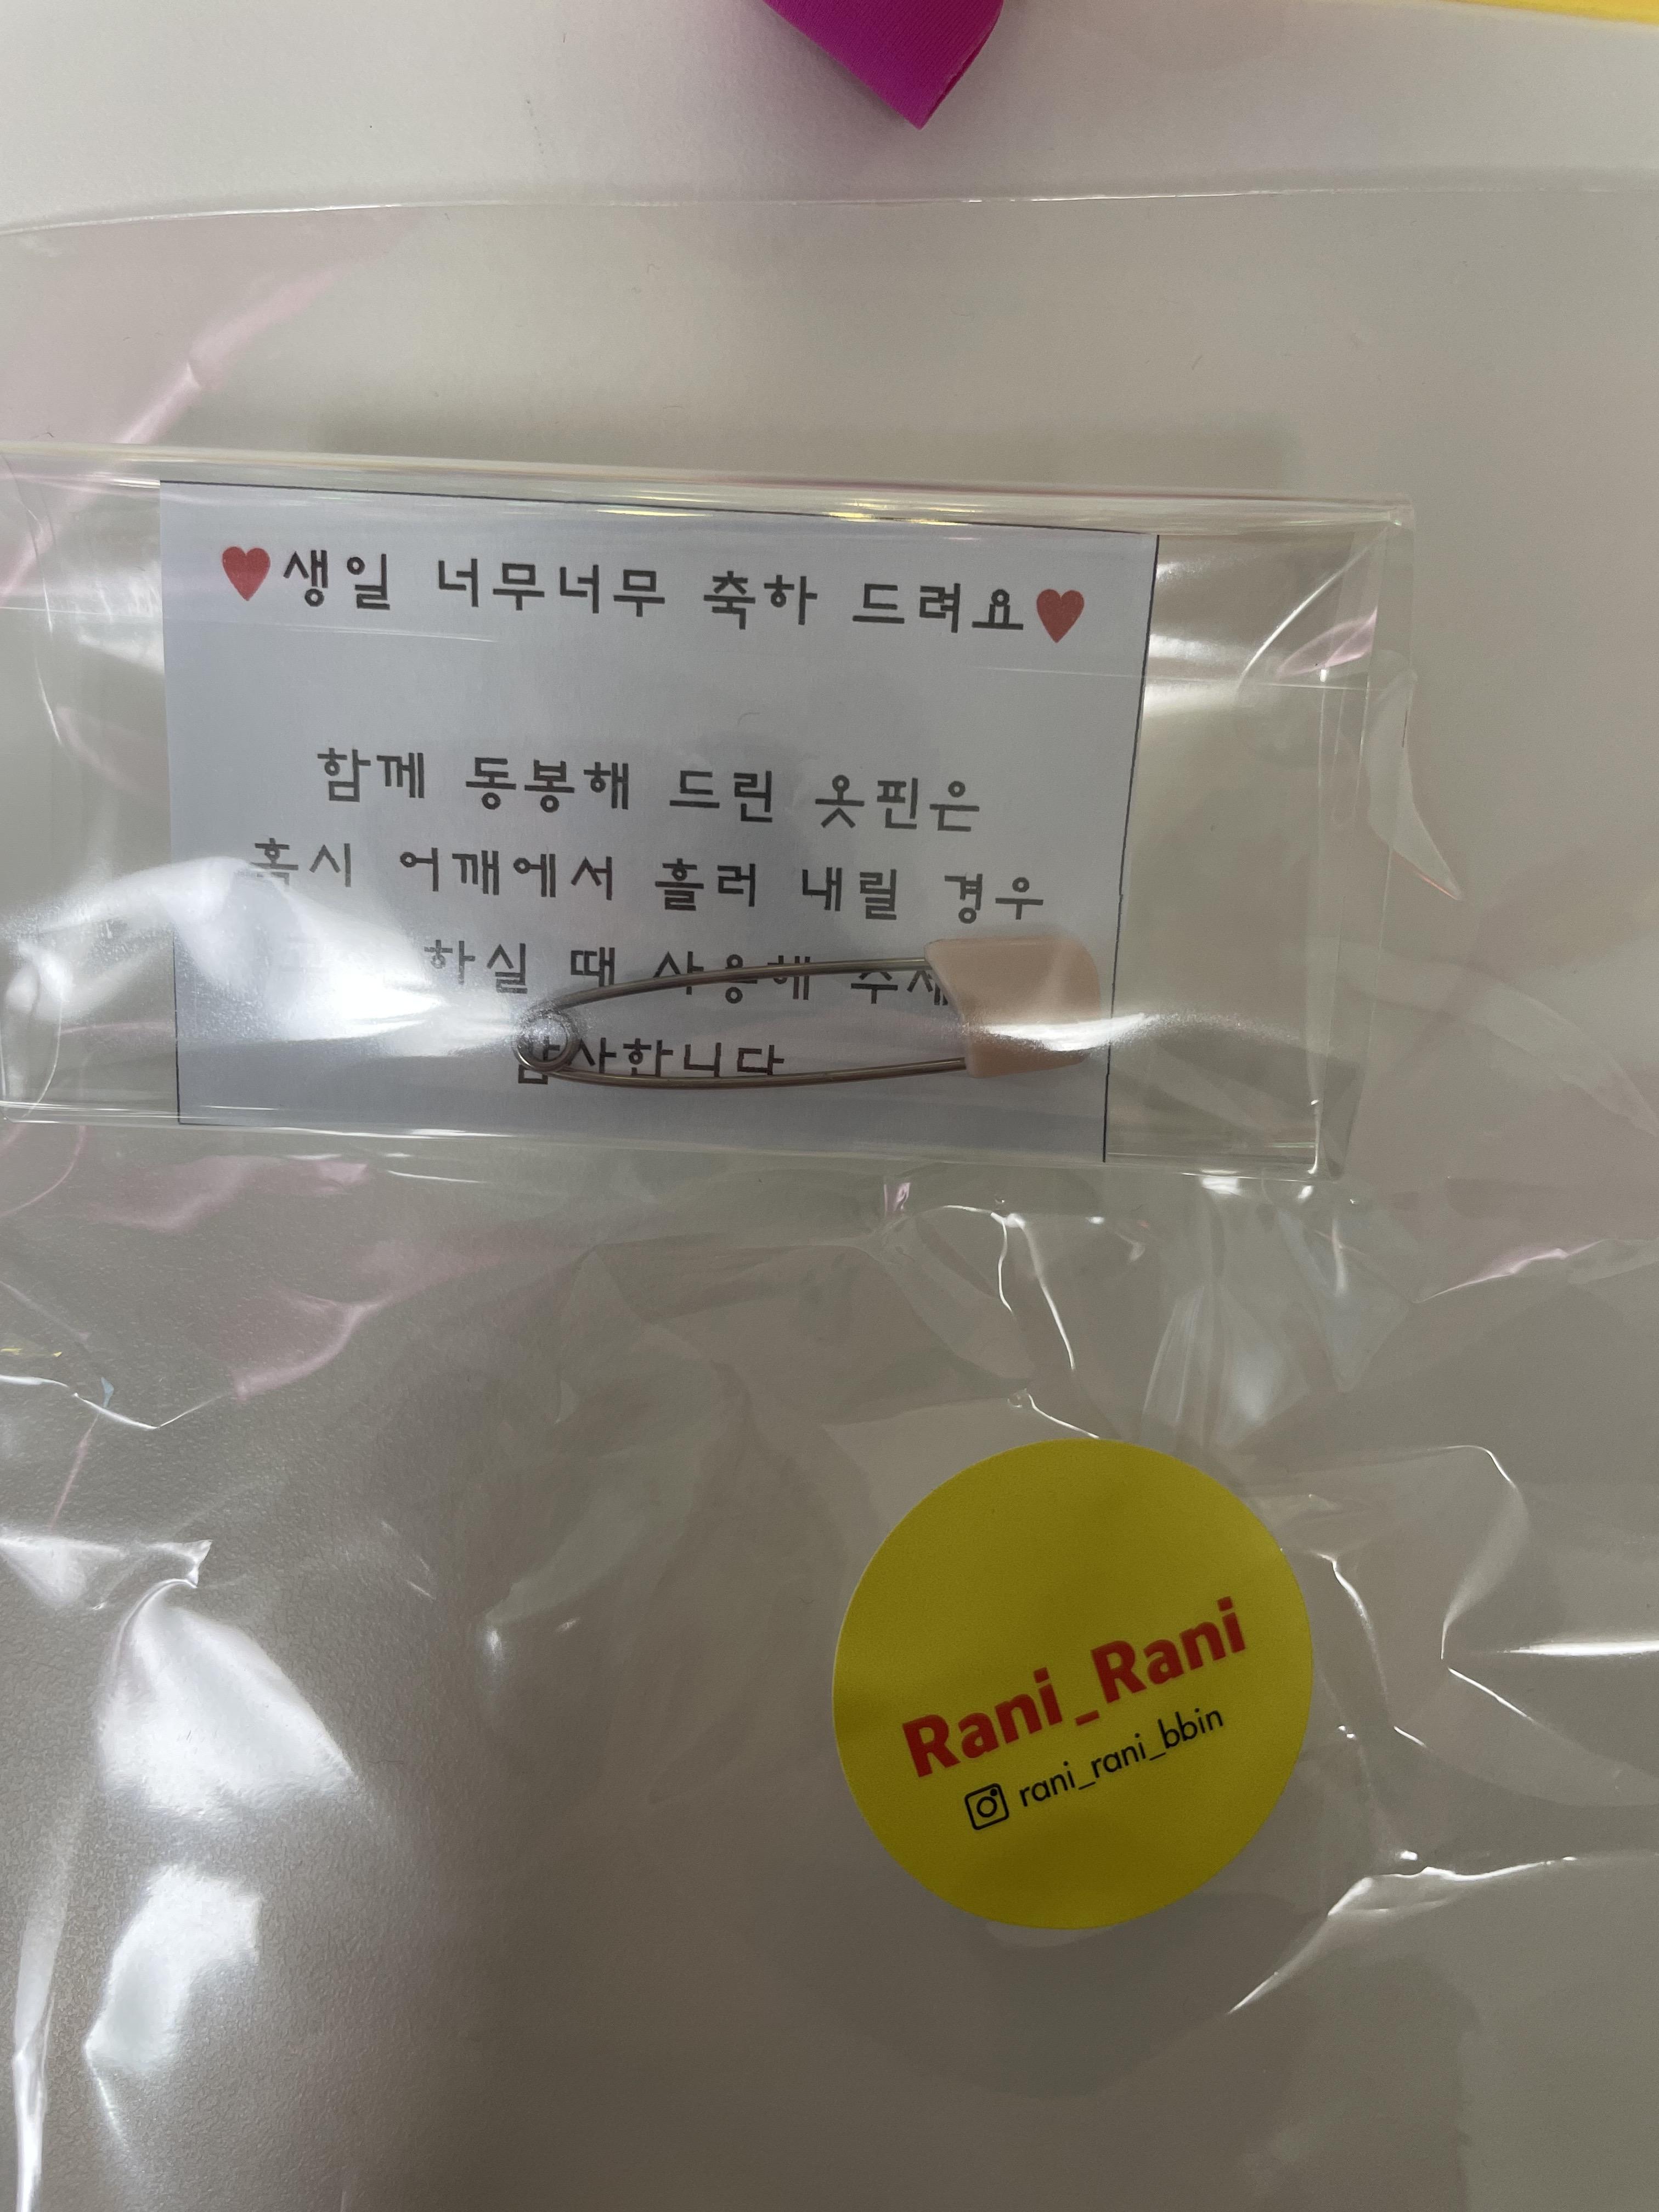 ♥생일 너무너무 축하 드려요♥
함께 동봉해 드린 옷핀은
혹시 어깨에서 흘러 내릴 경우
하실 때 사용해 주세
감사합니다
Rani_Rani
rani_rani_bbin